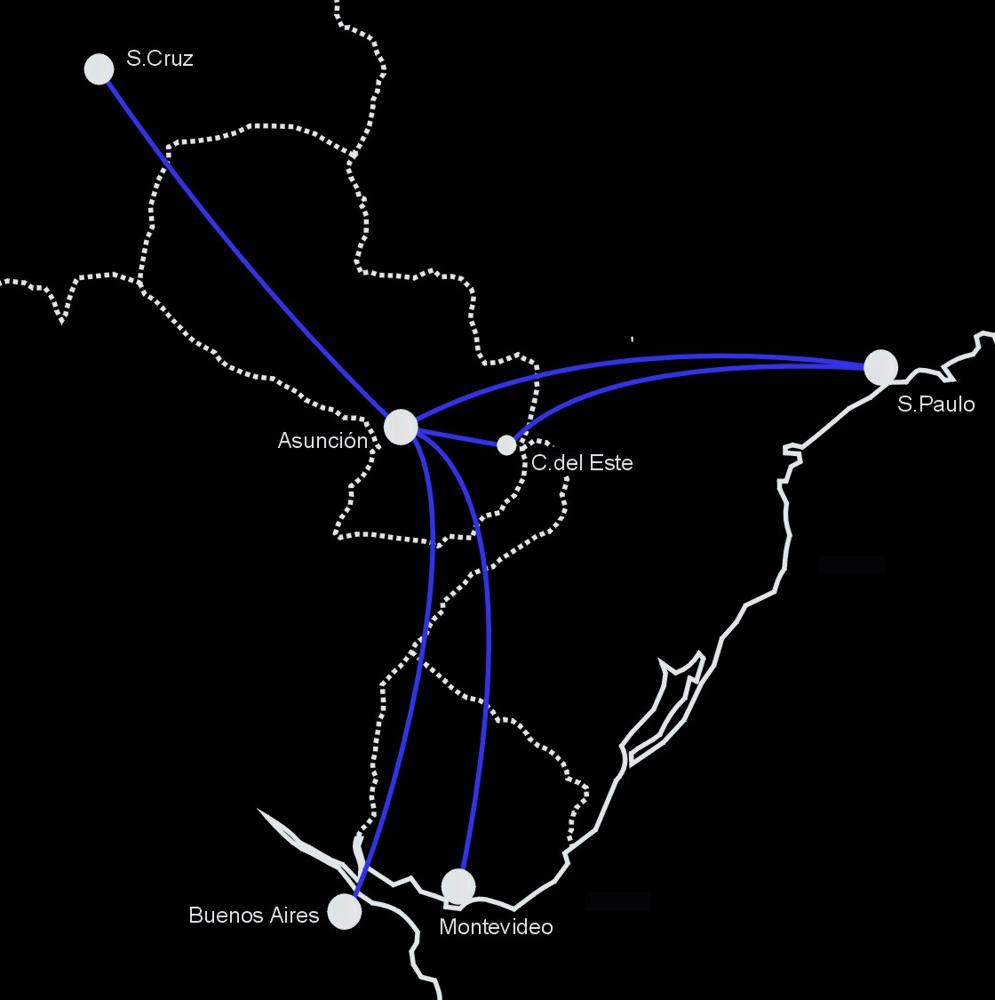 S.Cruz
S.Paulo
Asunción
C.del Este
Buenos Aires
Montevideo